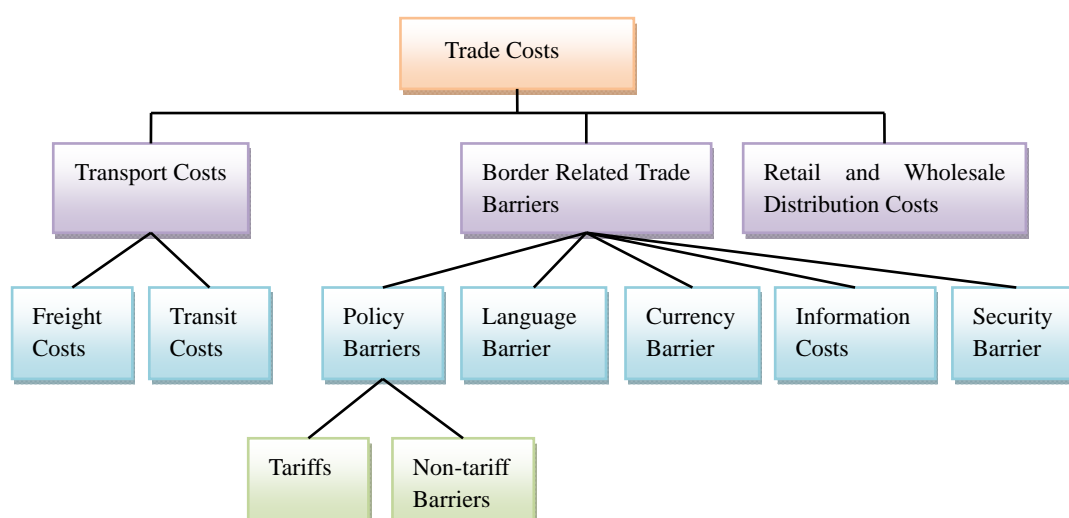 Trade Costs
Transport Costs
Border Related Trade
Barriers
Retail and Wholesale
Distribution Costs
Freight
Costs
Transit
Costs
Policy
Barriers
Language
Barrier
Currency
Barrier
Information
Costs
Security
Barrier
Tariffs
Non-tariff
Barriers